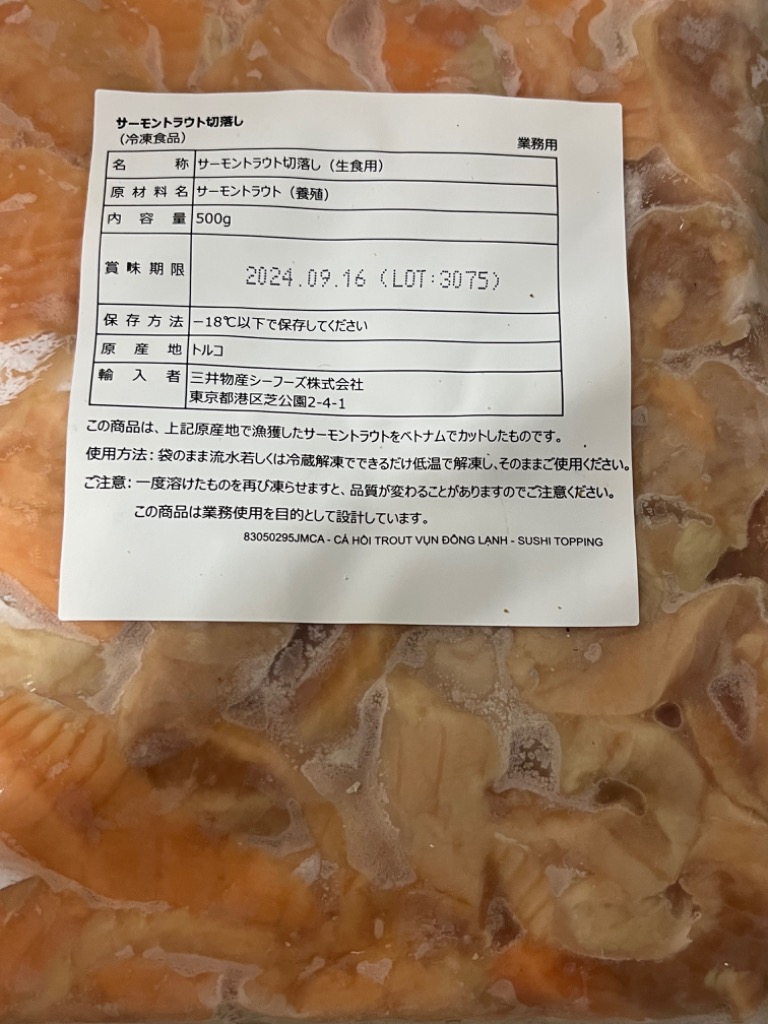 サーモントラウト切落し
（冷凍食品）
業務用
名称 サーモントラウト切落し（生食用）
原材料名 サーモントラウト（養殖）
内容量 500g
賞味期限 2024.09.16 (LOT:3075)
保存方法 −18℃以下で保存してください
原産地 トルコ
輸入者 三井物産シーフーズ株式会社
東京都港区芝公園2-4-1
この商品は、上記原産地で漁獲したサーモントラウトをベトナムでカットしたものです。
使用方法：袋のまま流水若しくは冷蔵解凍でできるだけ低温で解凍し、そのままご使用ください。
ご注意：一度溶けたものを再び凍らせますと、品質が変わることがありますのでご注意ください。
この商品は業務使用を目的として設計しています。
83050295JMCA - CÁ HỒI TROUT VỤN ĐÔNG LẠNH - SUSHI TOPPING